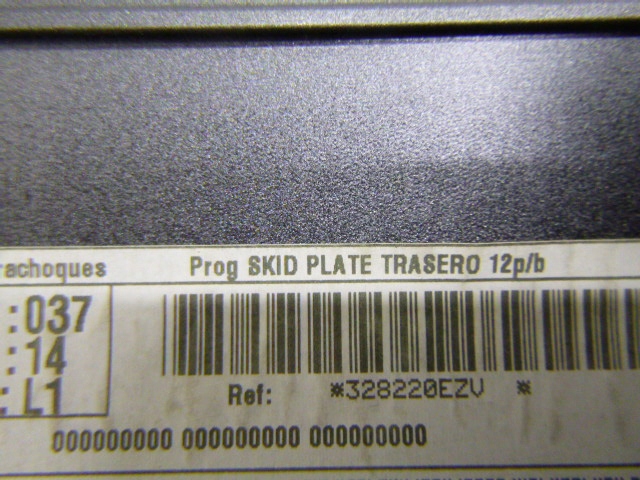 rachoques Prog SKID PLATE TRASERO 12p/b
:037
:14
: L1
Ref: *328220EZV *
000000000 000000000 000000000